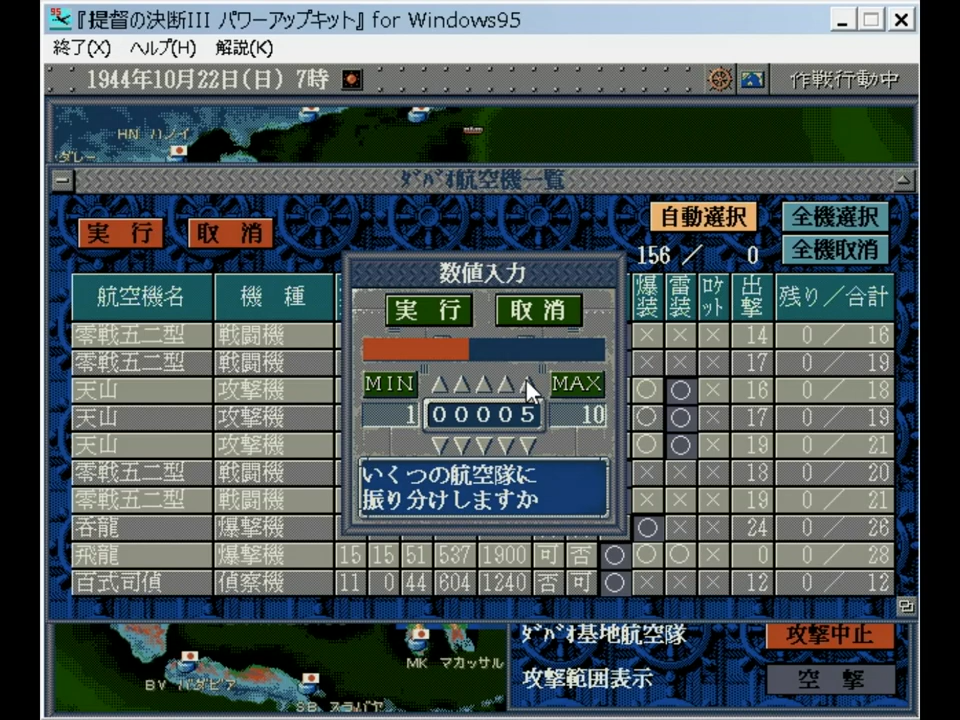 『提督の決断III パワーアップキット』 for Windows95
終了(X) ヘルプ(H) 解説(K)
1944年10月22日(日) 7時 作戦行動中
HN ハノイ
ダバオ航空機一覧
実行 取消 自動選択 全機選択
156 / 0 全機取消
航空機名 機種 爆装 雷装 ロケット 出撃 残り/合計
零戦五二型 戦闘機 × × 14 0 / 16
零戦五二型 戦闘機 × × × 17 0 / 19
天山 攻撃機 ○ ○ × 16 0 / 18
天山 攻撃機 ○ ○ × 17 0 / 19
天山 攻撃機 ○ ○ × 19 0 / 21
零戦五二型 戦闘機 × × × 18 0 / 20
零戦五二型 戦闘機 × × × 19 0 / 21
呑龍 爆撃機 ○ × × 24 0 / 26
飛龍 爆撃機 15 15 51 537 1900 可 否 ○ ○ ○ × 0 0 / 28
百式司偵 偵察機 11 0 44 604 1240 否 可 ○ × × × 12 0 / 12
数値入力
実行 取消
MIN MAX
1 00005 10
いくつの航空隊に
振り分けしますか
ダバオ基地航空隊 攻撃中止
攻撃範囲表示 空撃
MK マカッサル
BV バタビア
SB スラバヤ